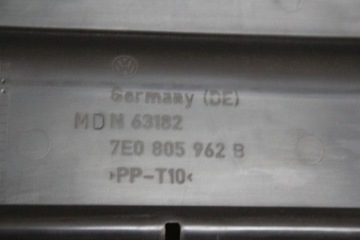 Germany (DE)
MDN 63182
7E0 805 962 B
>PP-T10<